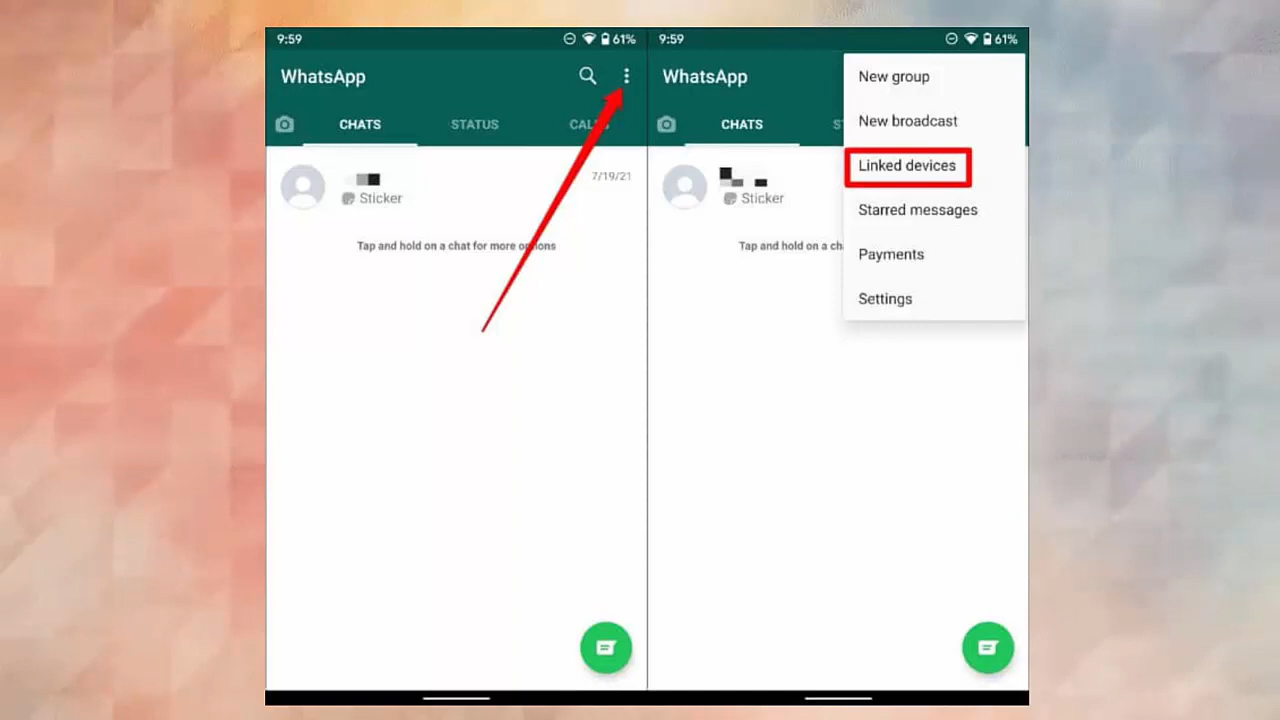 9:59
61%
WhatsApp
CHATS
STATUS
7/19/21
Sticker
Tap and hold on a chat for more options
9:59
61%
WhatsApp
CHATS
New group
New broadcast
Linked devices
Starred messages
Payments
Settings
Sticker
Tap and hold on a